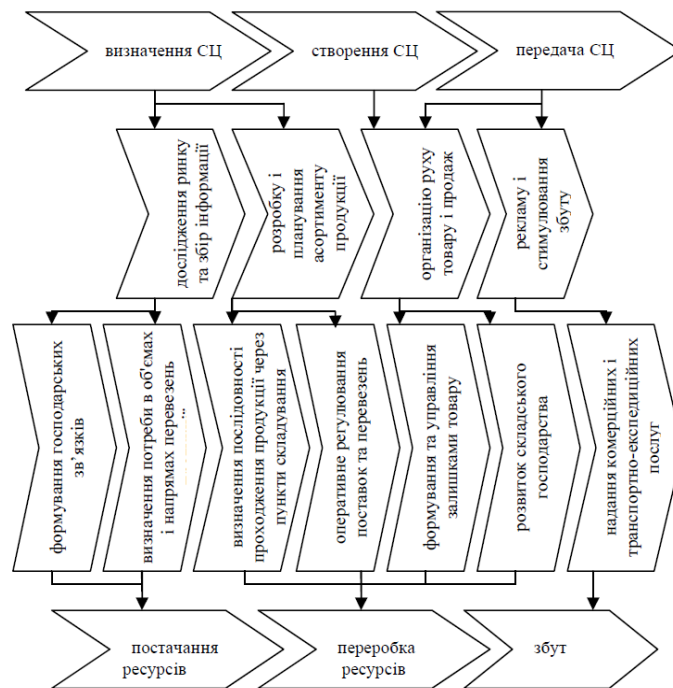 визначення СЦ
створення СЦ
передача СЦ
дослідження ринку
та збір інформації
розробку і
планування
асортименту
продукції
організацію руху
товару і продаж
рекламу і
стимулювання
збуту
формування господарських
зв’язків
визначення потреби в об'ємах
і напрямах перевезень
визначення послідовності
проходження продукції через
пункти складування
оперативне регулювання
поставок та перевезень
формування та управління
залишками товару
розвиток складського
господарства
надання комерційних і
транспортно-експедиційних
послуг
постачання
ресурсів
переробка
ресурсів
збут